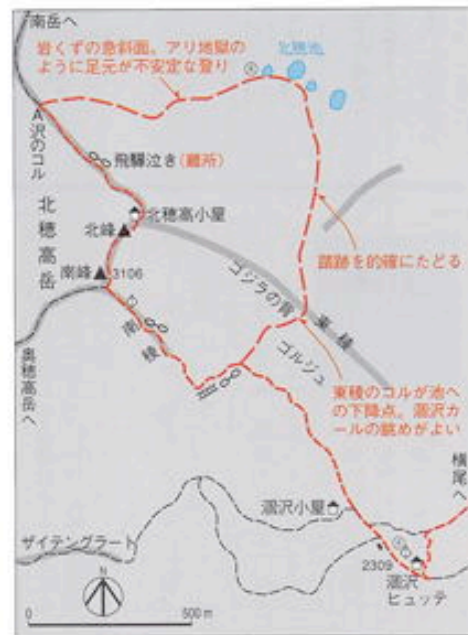 南岳へ
岩くずの急斜面。アリ地獄の
ように足元が不安定な登り
北穂池
A沢のコル
飛騨泣き(難所)
北穂高小屋
北峰
北穂高岳
南峰
3106
踏跡を的確にたどる
ゴジラの背
東稜
南稜
ゴルジュ
奥穂高岳へ
東稜のコルが池へ
の下降点。涸沢カ
ールの眺めがよい
横尾へ
涸沢小屋
ザイテングラート
2309
涸沢
ヒュッテ
N
0
500m